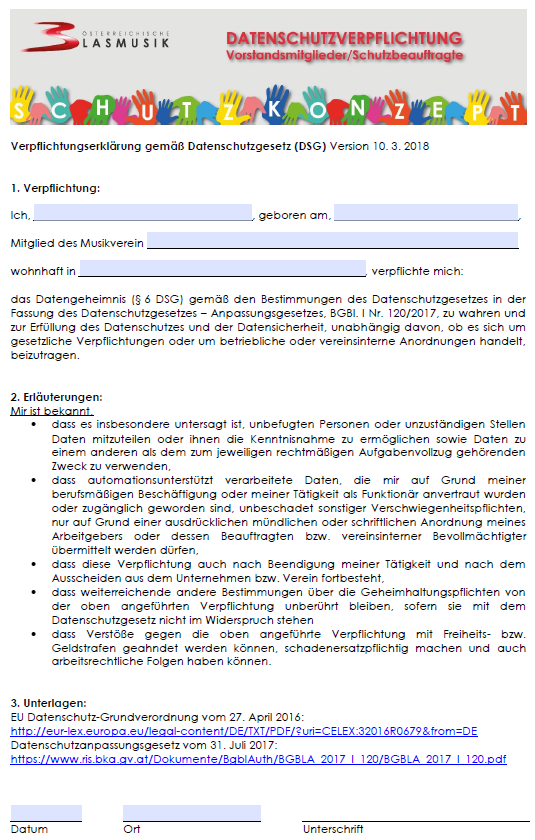 ÖSTERREICHISCHE
BLASMUSIK
DATENSCHUTZVERPFLICHTUNG
Vorstandsmitglieder/Schutzbeauftragte
SCHUTZKONZEPT
Verpflichtungserklärung gemäß Datenschutzgesetz (DSG) Version 10. 3. 2018
1. Verpflichtung:
Ich, , geboren am, ,
Mitglied des Musikverein
wohnhaft in , verpflichte mich:
das Datengeheimnis (§ 6 DSG) gemäß den Bestimmungen des Datenschutzgesetzes in der
Fassung des Datenschutzgesetzes – Anpassungsgesetzes, BGBl. I Nr. 120/2017, zu wahren und
zur Erfüllung des Datenschutzes und der Datensicherheit, unabhängig davon, ob es sich um
gesetzliche Verpflichtungen oder um betriebliche oder vereinsinterne Anordnungen handelt,
beizutragen.
2. Erläuterungen:
Mir ist bekannt,
• dass es insbesondere untersagt ist, unbefugten Personen oder unzuständigen Stellen
Daten mitzuteilen oder ihnen die Kenntnisnahme zu ermöglichen sowie Daten zu
einem anderen als dem zum jeweiligen rechtmäßigen Aufgabenvollzug gehörenden
Zweck zu verwenden,
• dass automationsunterstützt verarbeitete Daten, die mir auf Grund meiner
berufsmäßigen Beschäftigung oder meiner Tätigkeit als Funktionär anvertraut wurden
oder zugänglich geworden sind, unbeschadet sonstiger Verschwiegenheitspflichten,
nur auf Grund einer ausdrücklichen mündlichen oder schriftlichen Anordnung meines
Arbeitgebers oder dessen Beauftragten bzw. vereinsinterner Bevollmächtigter
übermittelt werden dürfen,
• dass diese Verpflichtung auch nach Beendigung meiner Tätigkeit und nach dem
Ausscheiden aus dem Unternehmen bzw. Verein fortbesteht,
• dass weiterreichende andere Bestimmungen über die Geheimhaltungspflichten von
der oben angeführten Verpflichtung unberührt bleiben, sofern sie mit dem
Datenschutzgesetz nicht im Widerspruch stehen
• dass Verstöße gegen die oben angeführte Verpflichtung mit Freiheits- bzw.
Geldstrafen geahndet werden können, schadenersatzpflichtig machen und auch
arbeitsrechtliche Folgen haben können.
3. Unterlagen:
EU Datenschutz-Grundverordnung vom 27. April 2016:
http://eur-lex.europa.eu/legal-content/DE/TXT/PDF/?uri=CELEX:32016R0679&from=DE
Datenschutzanpassungsgesetz vom 31. Juli 2017:
https://www.ris.bka.gv.at/Dokumente/BgblAuth/BGBLA_2017_I_120/BGBLA_2017_I_120.pdf
Datum Ort Unterschrift